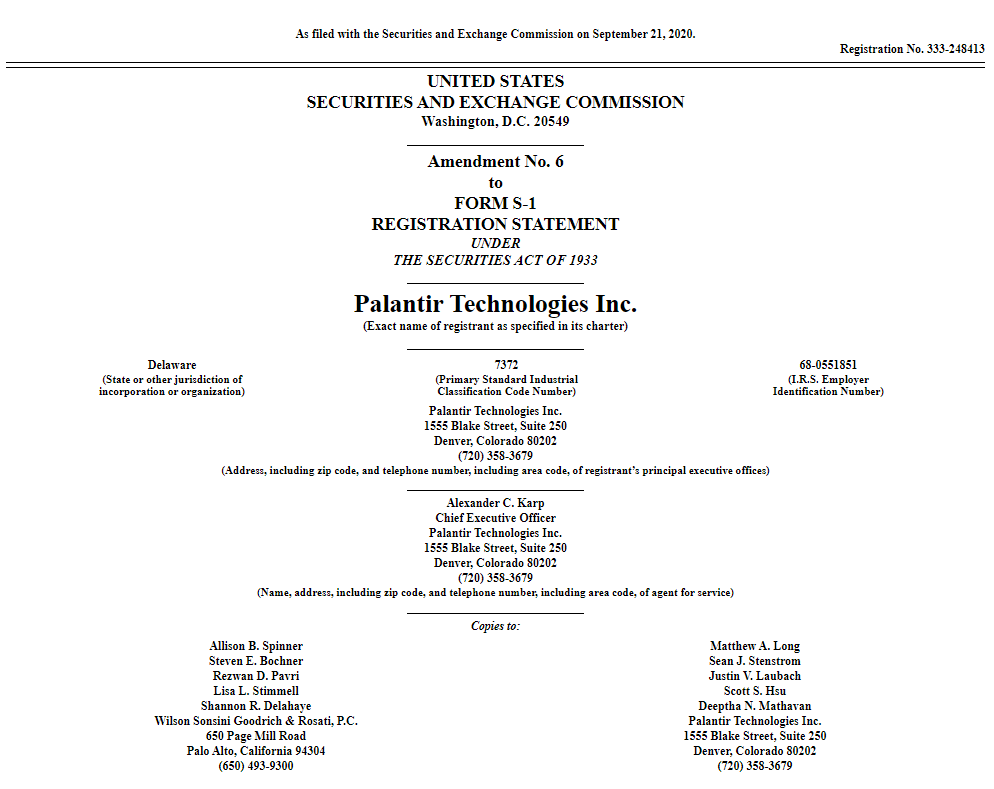 As filed with the Securities and Exchange Commission on September 21, 2020.
Registration No. 333-248413
UNITED STATES
SECURITIES AND EXCHANGE COMMISSION
Washington, D.C. 20549
Amendment No. 6
to
FORM S-1
REGISTRATION STATEMENT
UNDER
THE SECURITIES ACT OF 1933
Palantir Technologies Inc.
(Exact name of registrant as specified in its charter)
Delaware
(State or other jurisdiction of
incorporation or organization)
7372
(Primary Standard Industrial
Classification Code Number)
68-0551851
(I.R.S. Employer
Identification Number)
Palantir Technologies Inc.
1555 Blake Street, Suite 250
Denver, Colorado 80202
(720) 358-3679
(Address, including zip code, and telephone number, including area code, of registrant’s principal executive offices)
Alexander C. Karp
Chief Executive Officer
Palantir Technologies Inc.
1555 Blake Street, Suite 250
Denver, Colorado 80202
(720) 358-3679
(Name, address, including zip code, and telephone number, including area code, of agent for service)
Copies to:
Allison B. Spinner
Steven E. Bochner
Rezwan D. Pavri
Lisa L. Stimmell
Shannon R. Delahaye
Wilson Sonsini Goodrich & Rosati, P.C.
650 Page Mill Road
Palo Alto, California 94304
(650) 493-9300
Matthew A. Long
Sean J. Stenstrom
Justin V. Laubach
Scott S. Hsu
Deeptha N. Mathavan
Palantir Technologies Inc.
1555 Blake Street, Suite 250
Denver, Colorado 80202
(720) 358-3679